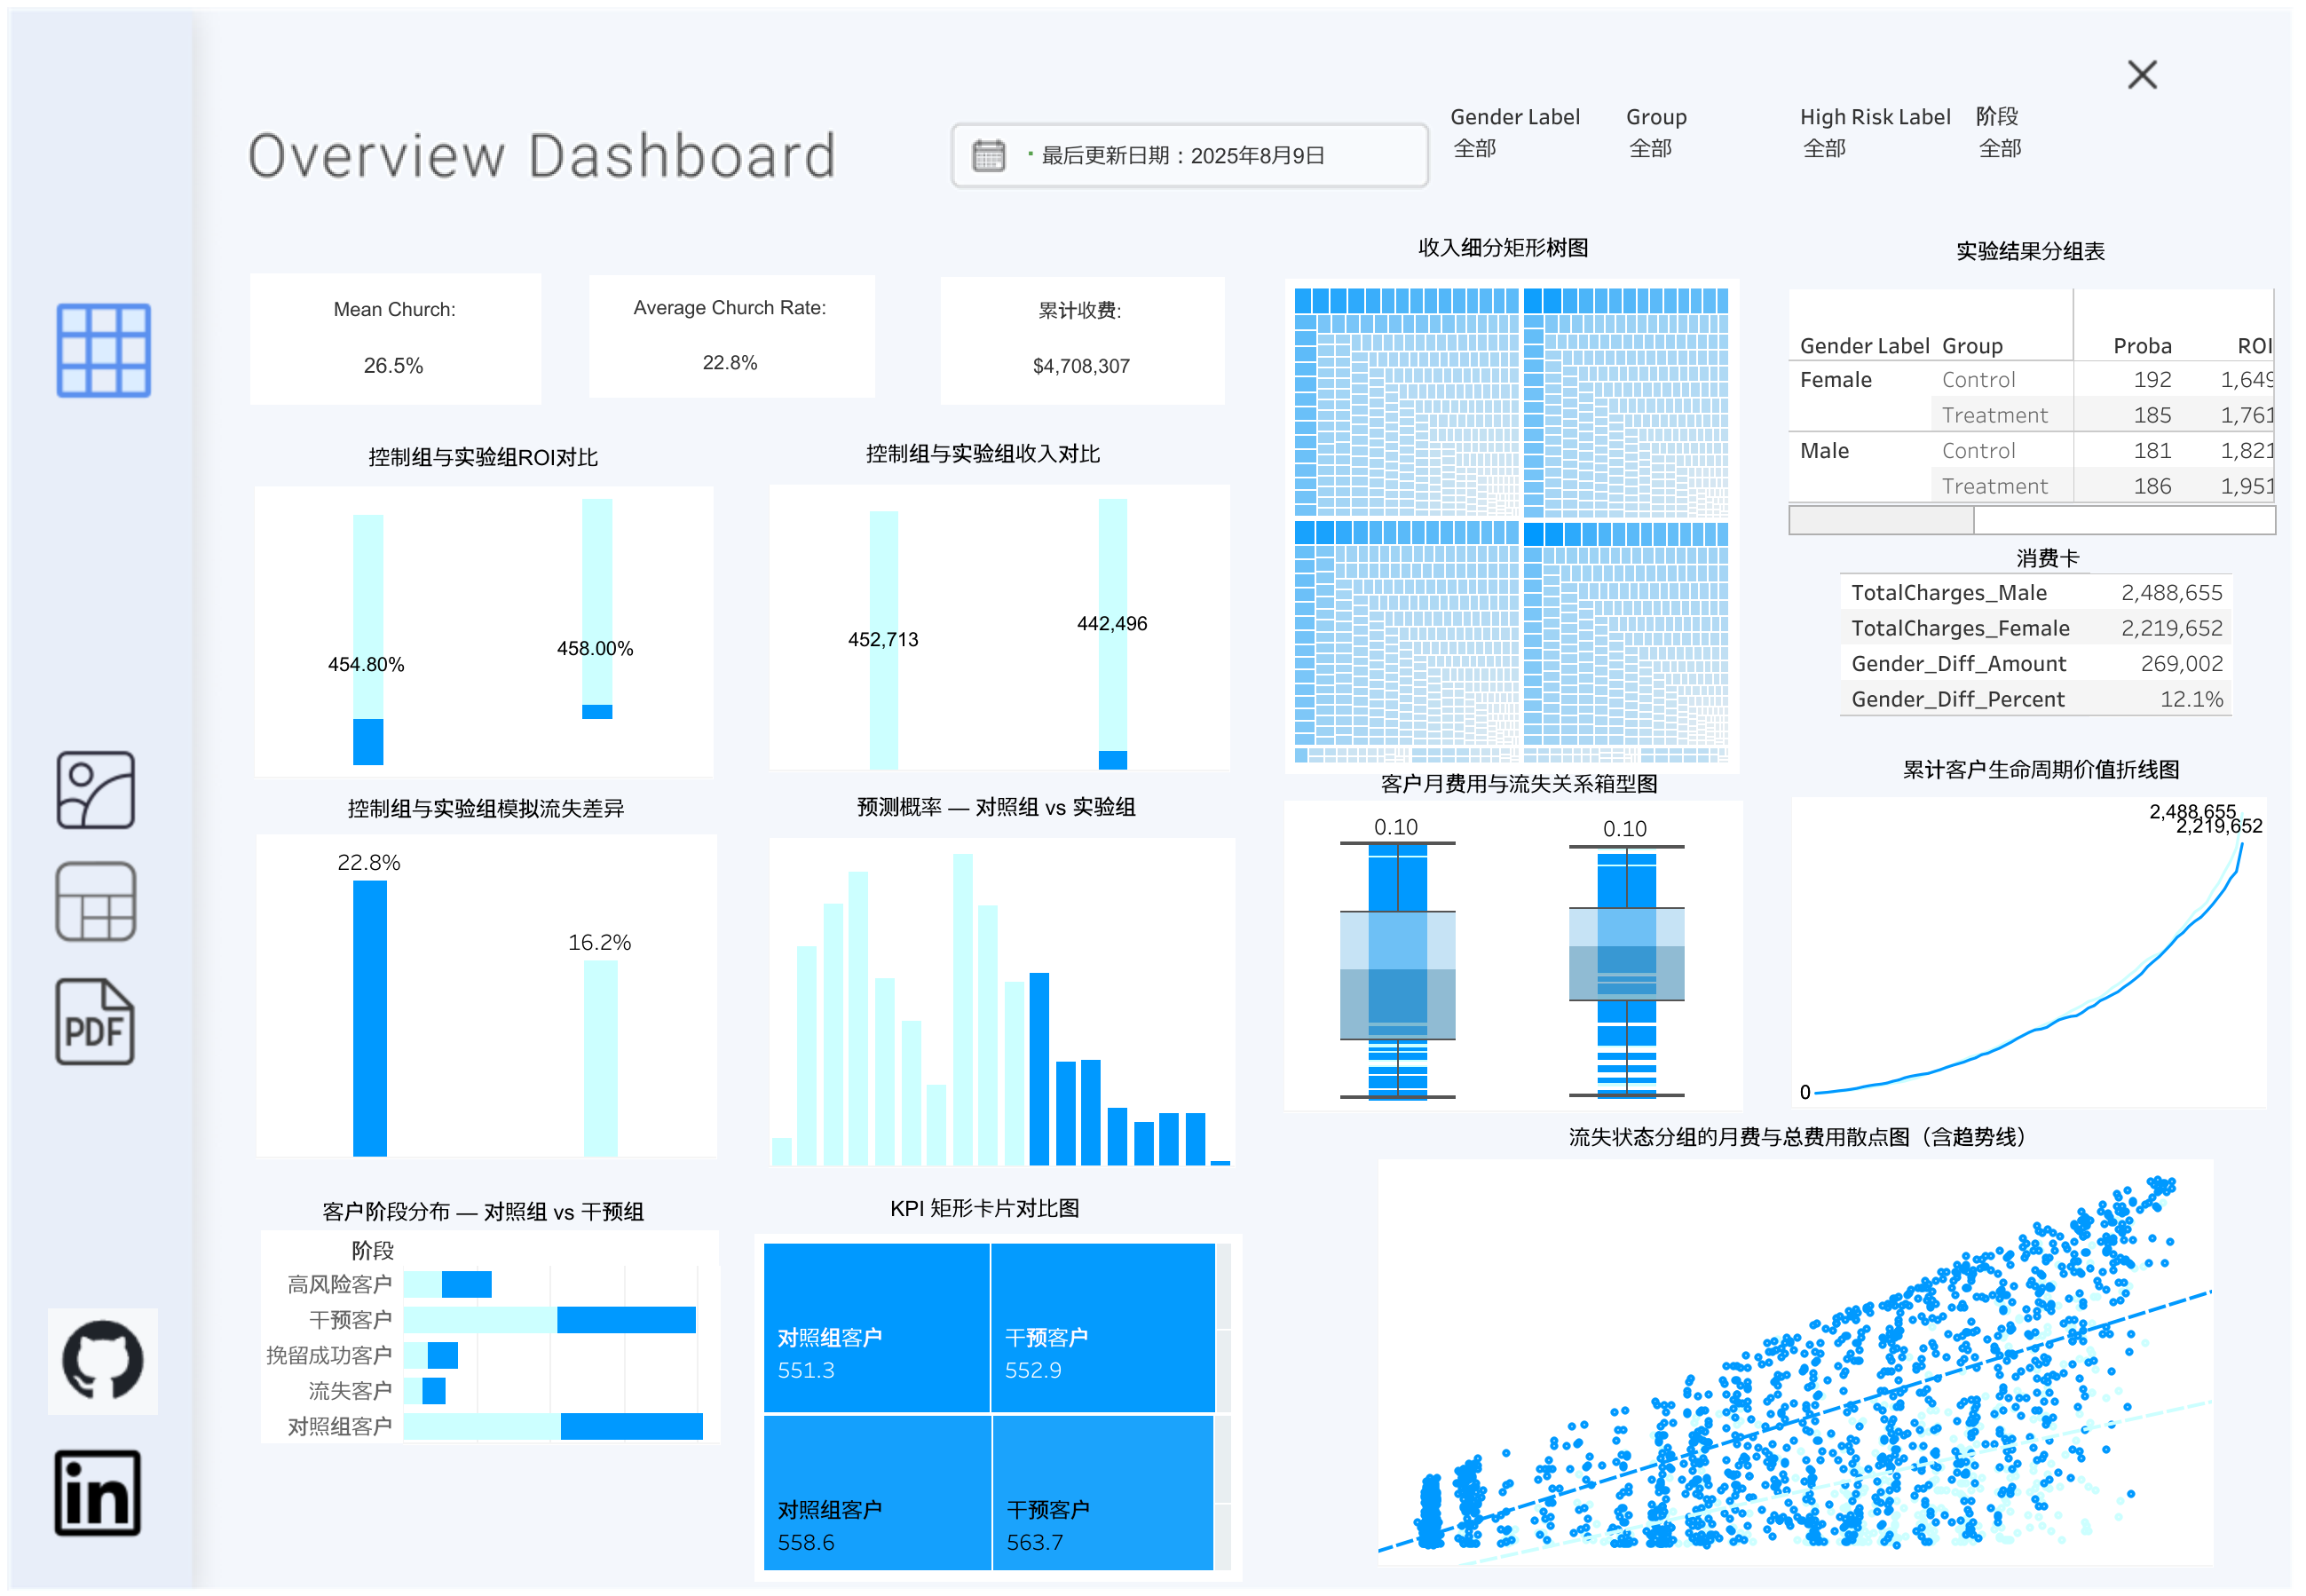 Overview Dashboard
最后更新日期：2025年8月9日
Gender Label
全部
Group
全部
High Risk Label
全部
阶段
全部
Mean Church:
26.5%
Average Church Rate:
22.8%
累计收费:
$4,708,307
控制组与实验组ROI对比
454.80%
458.00%
控制组与实验组收入对比
452,713
442,496
收入细分矩形树图
实验结果分组表
Gender Label Group Proba ROI
Female Control 192 1,649
Treatment 185 1,761
Male Control 181 1,821
Treatment 186 1,951
消费卡
TotalCharges_Male 2,488,655
TotalCharges_Female 2,219,652
Gender_Diff_Amount 269,002
Gender_Diff_Percent 12.1%
控制组与实验组模拟流失差异
22.8%
16.2%
预测概率 — 对照组 vs 实验组
客户月费用与流失关系箱型图
0.10
0.10
累计客户生命周期价值折线图
2,488,655
2,219,652
0
客户阶段分布 — 对照组 vs 干预组
阶段
高风险客户
干预客户
挽留成功客户
流失客户
对照组客户
KPI 矩形卡片对比图
对照组客户
551.3
干预客户
552.9
对照组客户
558.6
干预客户
563.7
流失状态分组的月费与总费用散点图（含趋势线）
PDF
in